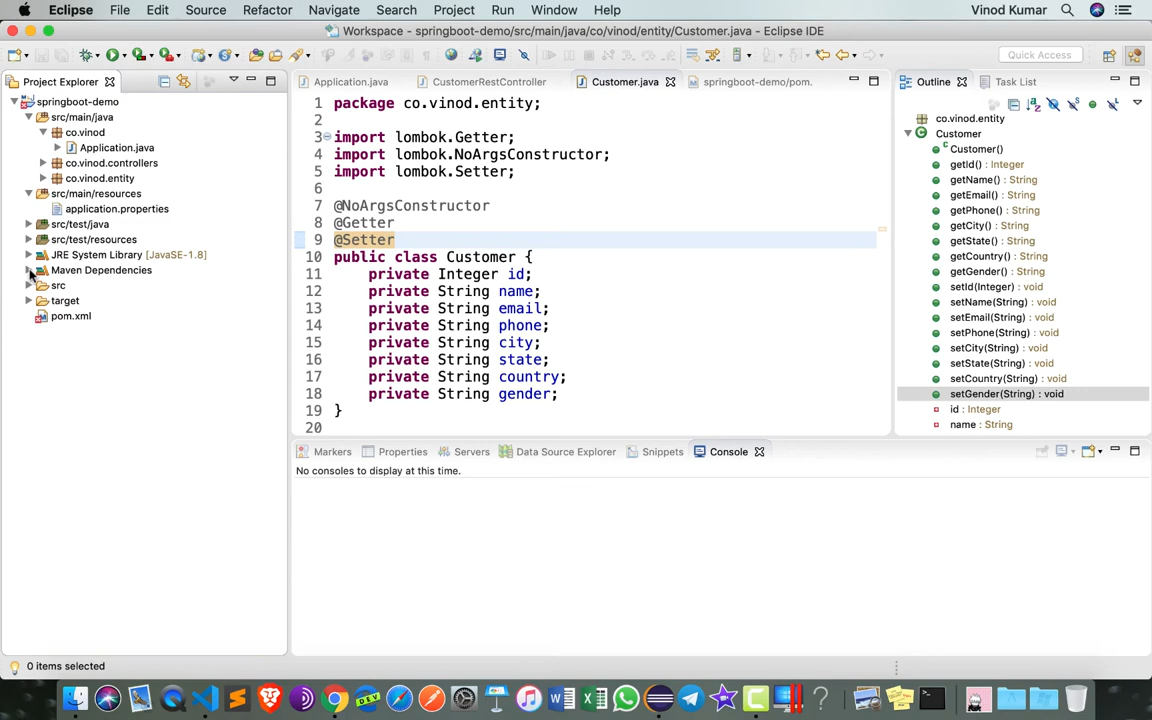 Eclipse File Edit Source Refactor Navigate Search Project Run Window Help Vinod Kumar
Workspace - springboot-demo/src/main/java/co/vinod/entity/Customer.java - Eclipse IDE
Quick Access
Project Explorer
springboot-demo
src/main/java
co.vinod
Application.java
co.vinod.controllers
co.vinod.entity
src/main/resources
application.properties
src/test/java
src/test/resources
JRE System Library [JavaSE-1.8]
Maven Dependencies
src
target
pom.xml
Application.java CustomerRestController Customer.java springboot-demo/pom.
1 package co.vinod.entity;
2
3 import lombok.Getter;
4 import lombok.NoArgsConstructor;
5 import lombok.Setter;
6
7 @NoArgsConstructor
8 @Getter
9 @Setter
10 public class Customer {
11 private Integer id;
12 private String name;
13 private String email;
14 private String phone;
15 private String city;
16 private String state;
17 private String country;
18 private String gender;
19 }
20
Outline Task List
co.vinod.entity
Customer
Customer()
getId() : Integer
getName() : String
getEmail() : String
getPhone() : String
getCity() : String
getState() : String
getCountry() : String
getGender() : String
setId(Integer) : void
setName(String) : void
setEmail(String) : void
setPhone(String) : void
setCity(String) : void
setState(String) : void
setCountry(String) : void
setGender(String) : void
id : Integer
name : String
Markers Properties Servers Data Source Explorer Snippets Console
No consoles to display at this time.
0 items selected